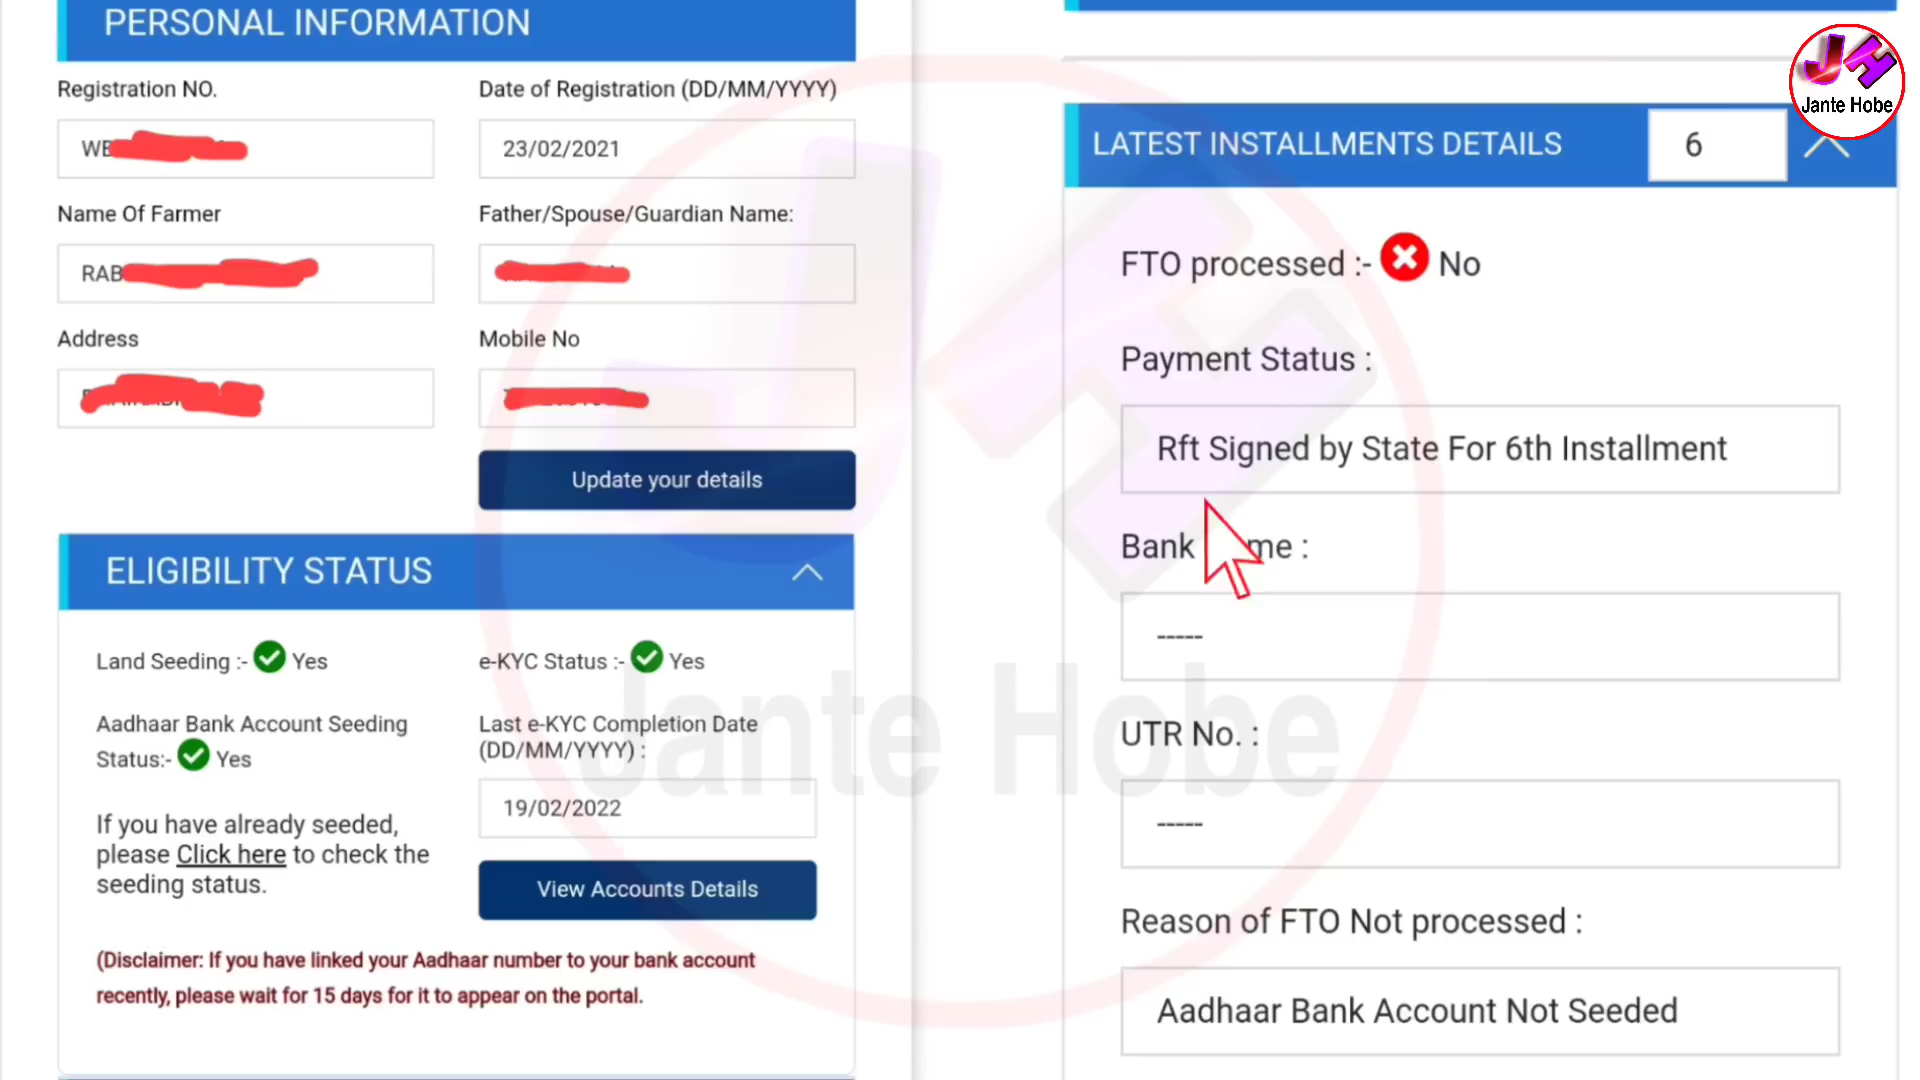 PERSONAL INFORMATION
Registration NO.
Date of Registration (DD/MM/YYYY)
WB
23/02/2021
Name Of Farmer
Father/Spouse/Guardian Name:
RAB
Address
Mobile No
Update your details
ELIGIBILITY STATUS
Land Seeding :- Yes
e-KYC Status :- Yes
Aadhaar Bank Account Seeding
Status:- Yes
Last e-KYC Completion Date
(DD/MM/YYYY) :
19/02/2022
If you have already seeded,
please Click here to check the
seeding status.
View Accounts Details
(Disclaimer: If you have linked your Aadhaar number to your bank account
recently, please wait for 15 days for it to appear on the portal.
JH
Jante Hobe
LATEST INSTALLMENTS DETAILS 6
FTO processed :- No
Payment Status :
Rft Signed by State For 6th Installment
Bank :
-----
UTR No. :
-----
Reason of FTO Not processed :
Aadhaar Bank Account Not Seeded
Jante Hobe